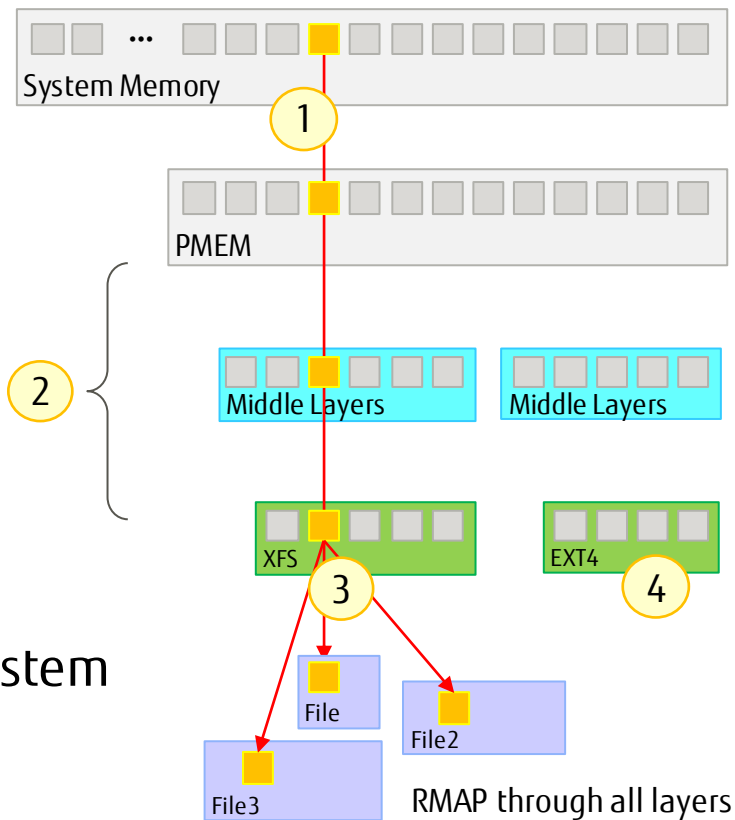 ...
System Memory
1
PMEM
2
Middle Layers
Middle Layers
XFS
EXT4
3
4
stem
File
File2
File3
RMAP through all layers